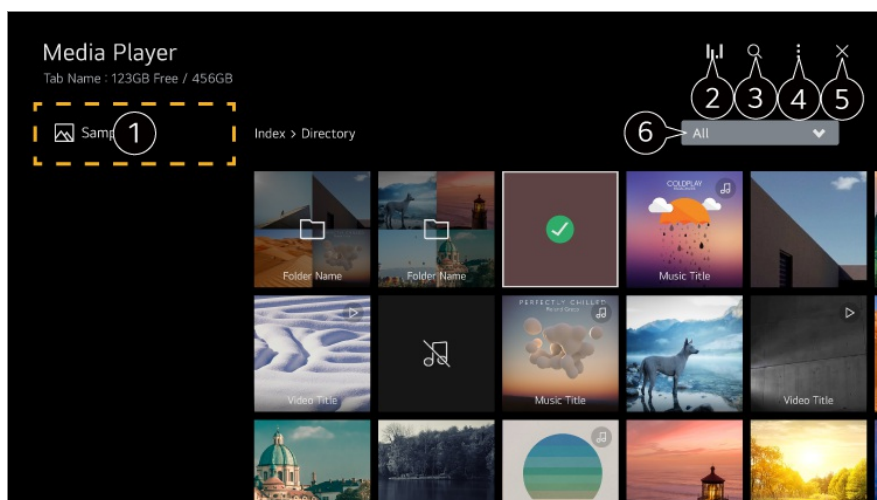 Media Player
Tab Name : 123GB Free / 456GB
2 3 4 5
1
Index > Directory
6
All
COLDPLAY
Folder Name
Folder Name
Music Title
PERFECTLY CHILLED
Video Title
Music Title
Video Title